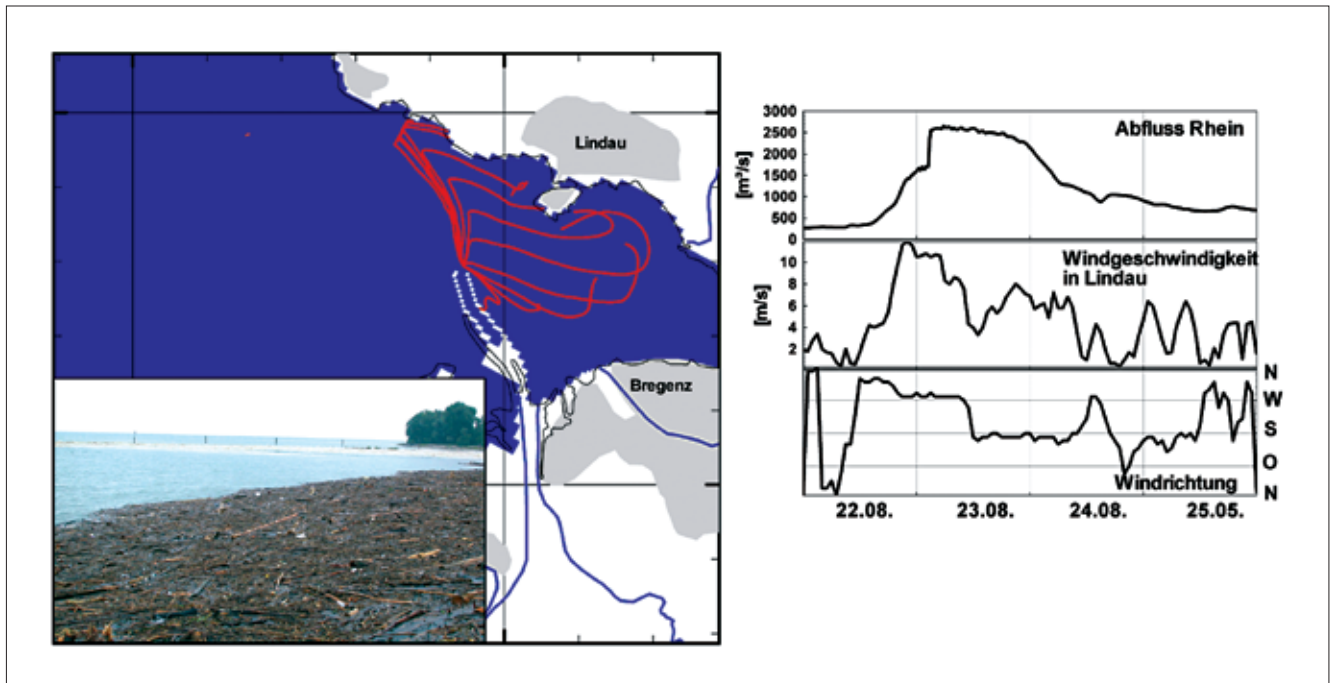 Lindau
Bregenz
Abfluss Rhein
[m³/s]
3000
2500
2000
1500
1000
500
0
Windgeschwindigkeit
in Lindau
[m/s]
10
8
6
4
2
N
W
S
O
N
Windrichtung
22.08.
23.08.
24.08.
25.05.